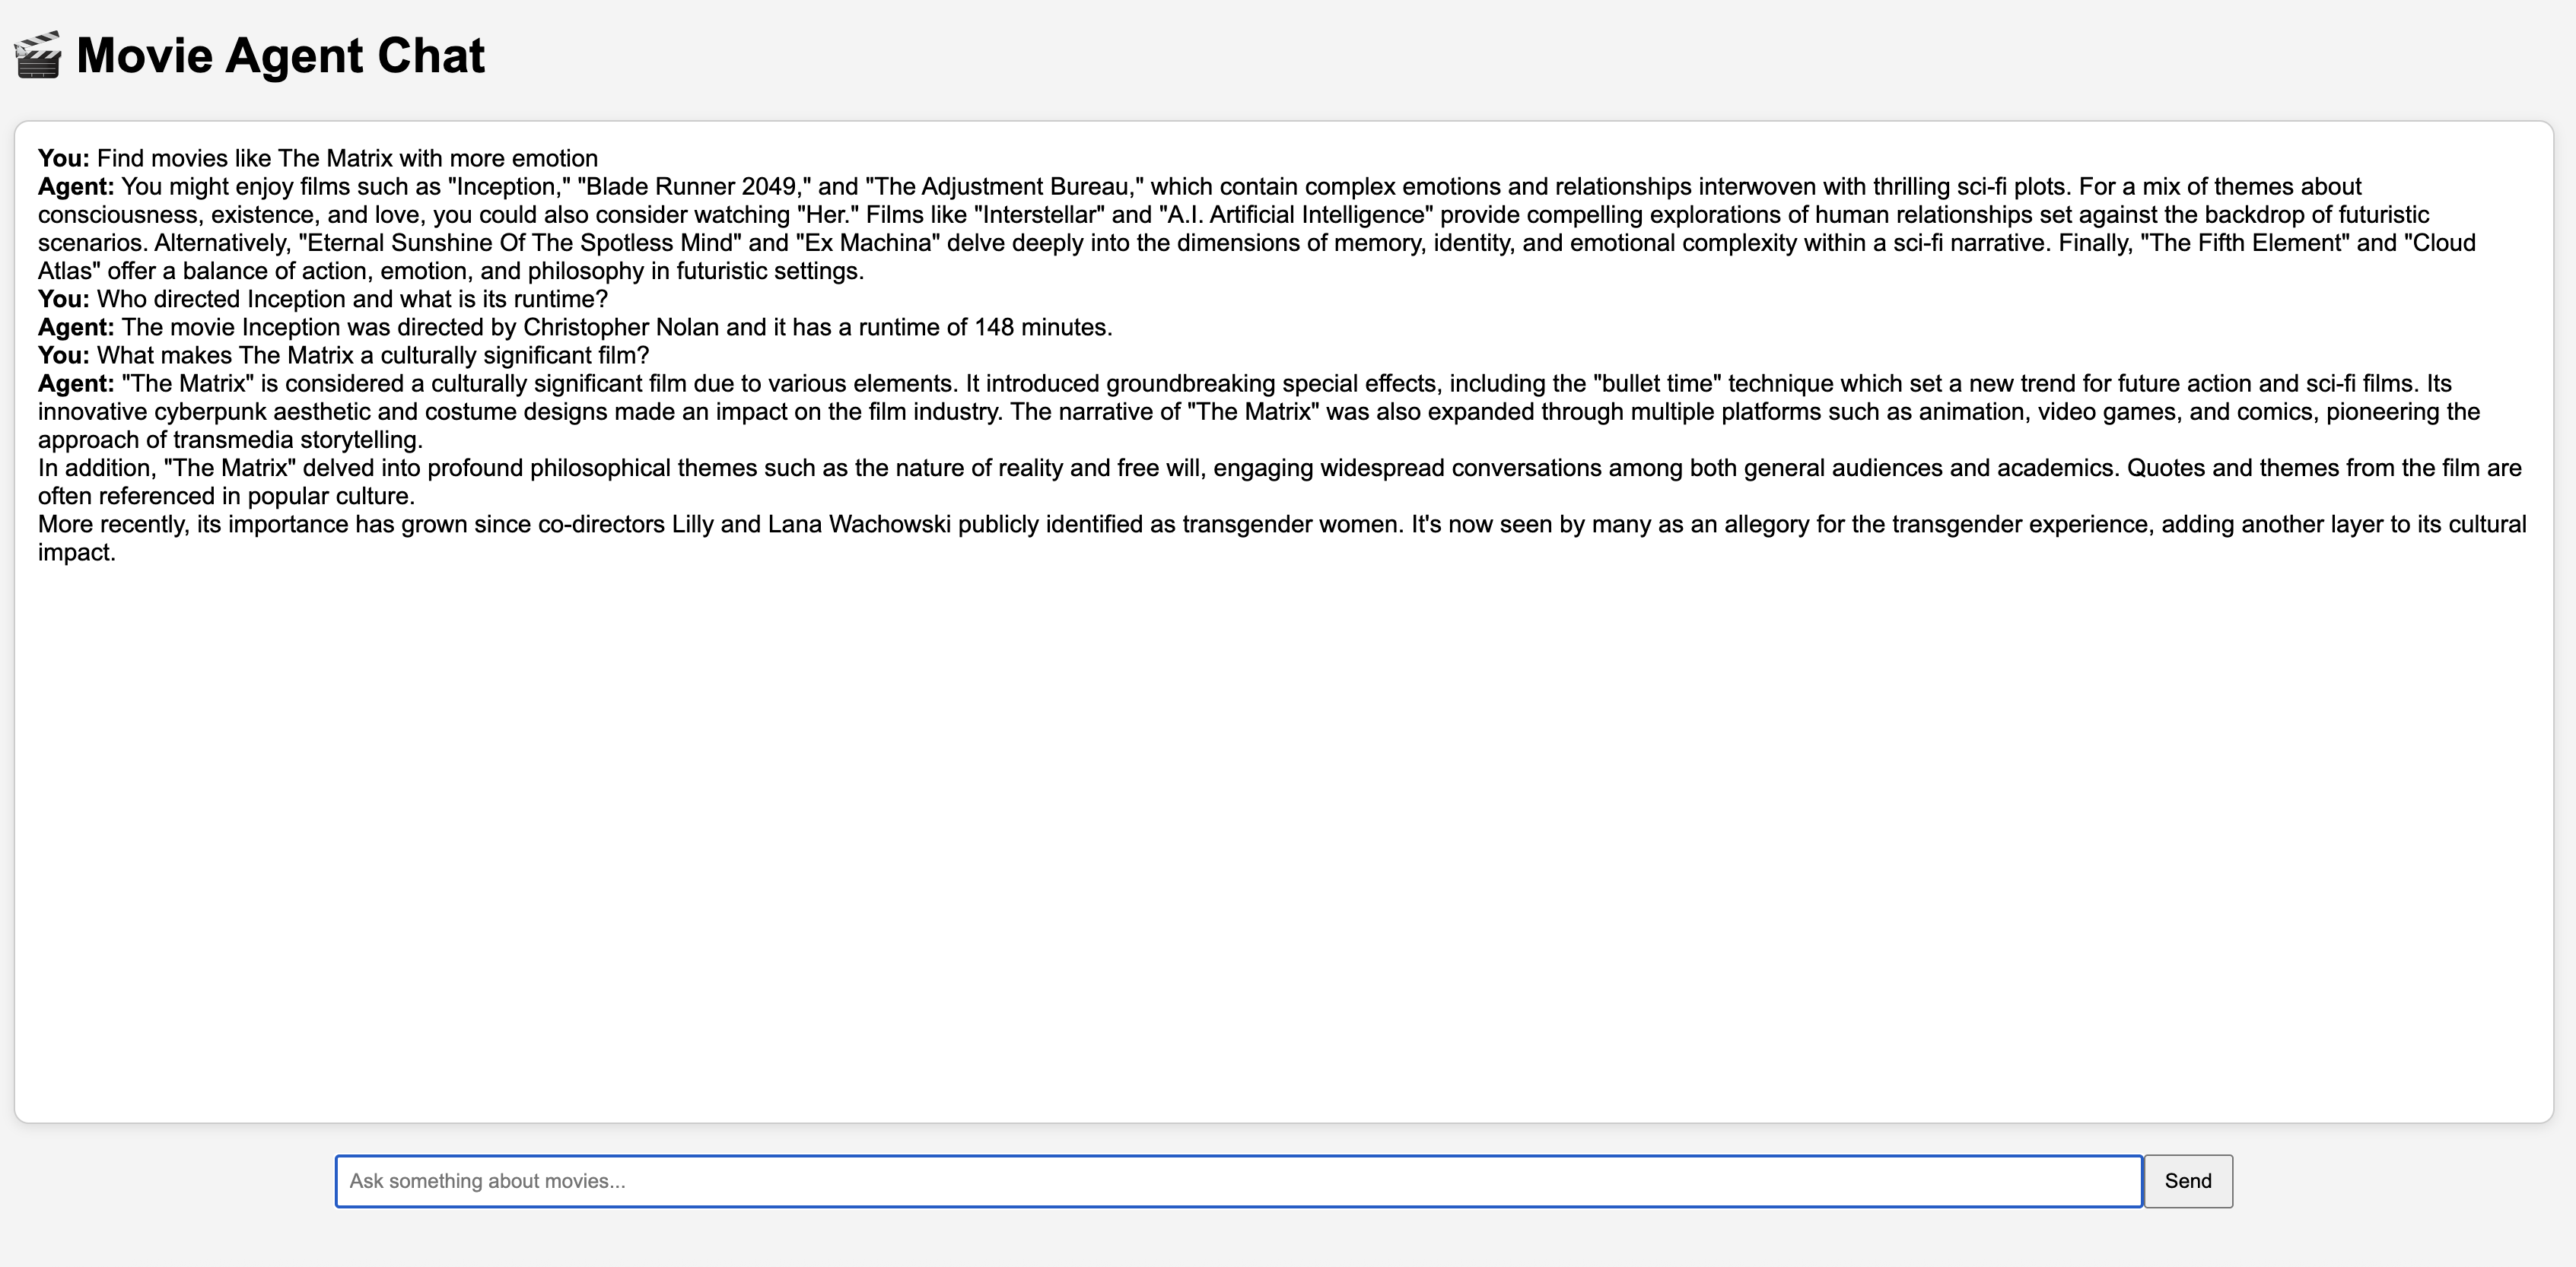 Movie Agent Chat
You: Find movies like The Matrix with more emotion
Agent: You might enjoy films such as "Inception," "Blade Runner 2049," and "The Adjustment Bureau," which contain complex emotions and relationships interwoven with thrilling sci-fi plots. For a mix of themes about
consciousness, existence, and love, you could also consider watching "Her." Films like "Interstellar" and "A.I. Artificial Intelligence" provide compelling explorations of human relationships set against the backdrop of futuristic
scenarios. Alternatively, "Eternal Sunshine Of The Spotless Mind" and "Ex Machina" delve deeply into the dimensions of memory, identity, and emotional complexity within a sci-fi narrative. Finally, "The Fifth Element" and "Cloud
Atlas" offer a balance of action, emotion, and philosophy in futuristic settings.
You: Who directed Inception and what is its runtime?
Agent: The movie Inception was directed by Christopher Nolan and it has a runtime of 148 minutes.
You: What makes The Matrix a culturally significant film?
Agent: "The Matrix" is considered a culturally significant film due to various elements. It introduced groundbreaking special effects, including the "bullet time" technique which set a new trend for future action and sci-fi films. Its
innovative cyberpunk aesthetic and costume designs made an impact on the film industry. The narrative of "The Matrix" was also expanded through multiple platforms such as animation, video games, and comics, pioneering the
approach of transmedia storytelling.
In addition, "The Matrix" delved into profound philosophical themes such as the nature of reality and free will, engaging widespread conversations among both general audiences and academics. Quotes and themes from the film are
often referenced in popular culture.
More recently, its importance has grown since co-directors Lilly and Lana Wachowski publicly identified as transgender women. It's now seen by many as an allegory for the transgender experience, adding another layer to its cultural
impact.
Ask something about movies...
Send